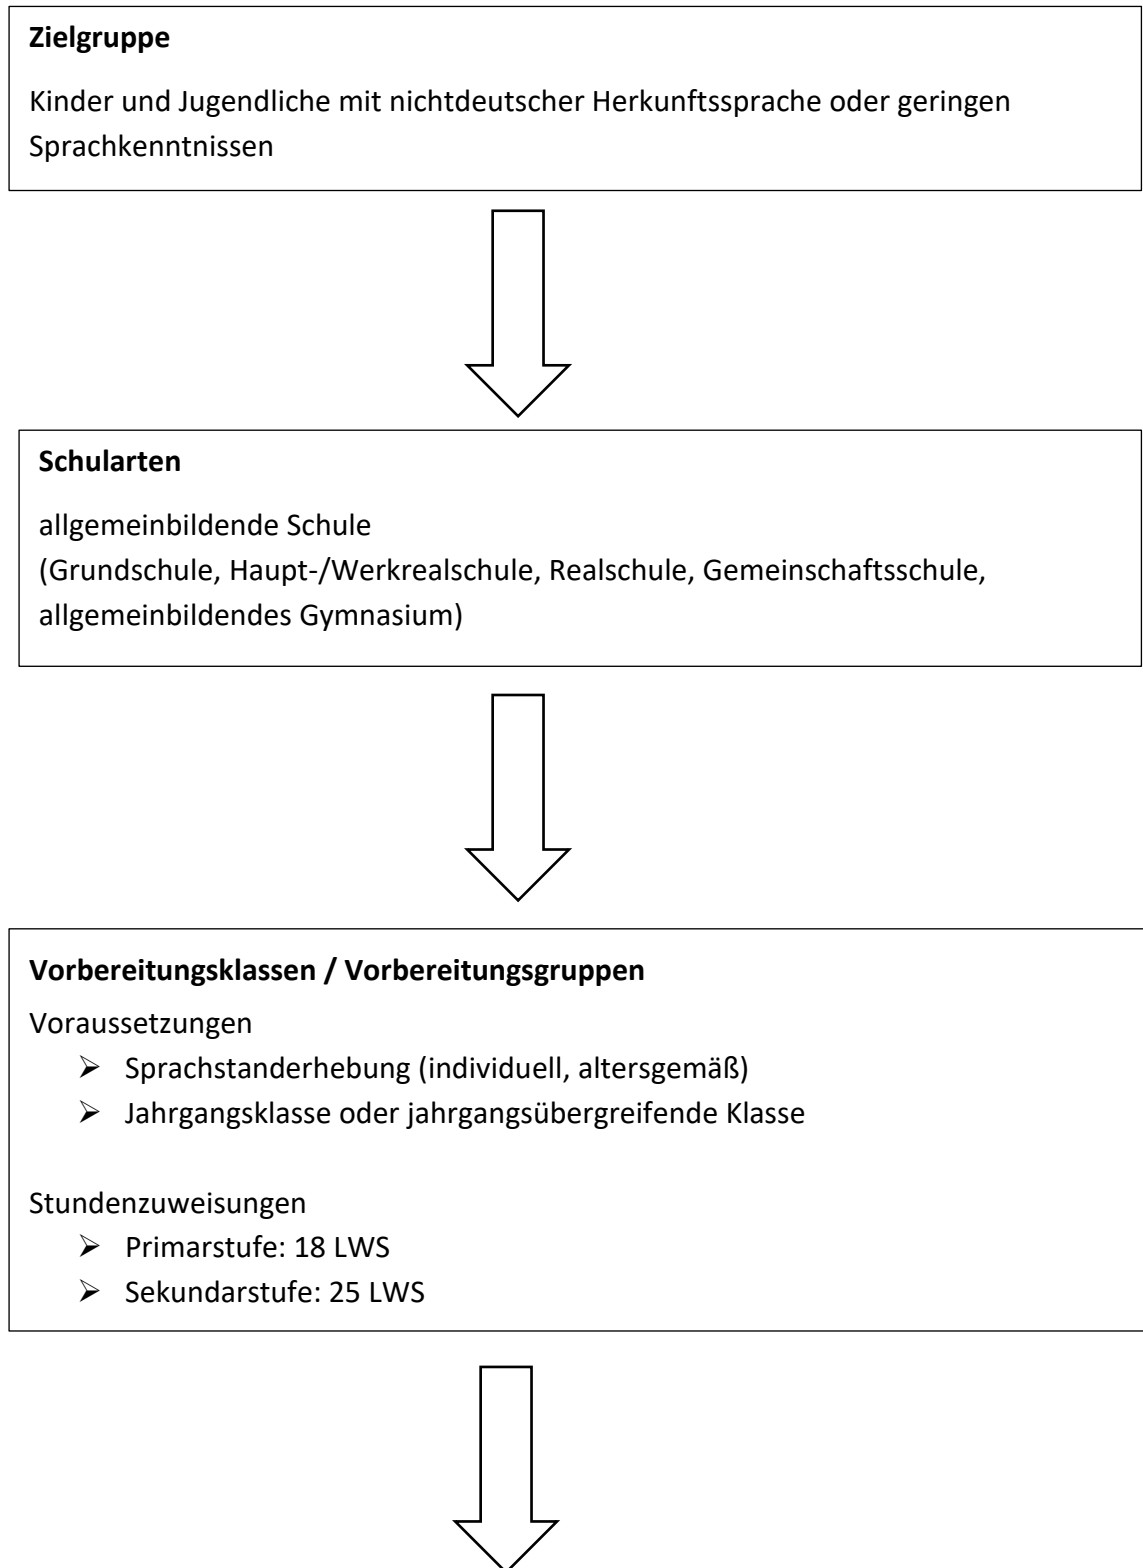 Zielgruppe
Kinder und Jugendliche mit nichtdeutscher Herkunftssprache oder geringen
Sprachkenntnissen
Schularten
allgemeinbildende Schule
(Grundschule, Haupt-/Werkrealschule, Realschule, Gemeinschaftsschule,
allgemeinbildendes Gymnasium)
Vorbereitungsklassen / Vorbereitungsgruppen
Voraussetzungen
➢ Sprachstanderhebung (individuell, altersgemäß)
➢ Jahrgangsklasse oder jahrgangsübergreifende Klasse
Stundenzuweisungen
➢ Primarstufe: 18 LWS
➢ Sekundarstufe: 25 LWS